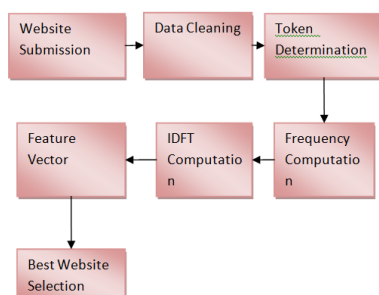 Website
Submission
Data Cleaning
Token
Determination
Frequency
Computatio
n
IDFT
Computatio
n
Feature
Vector
Best Website
Selection